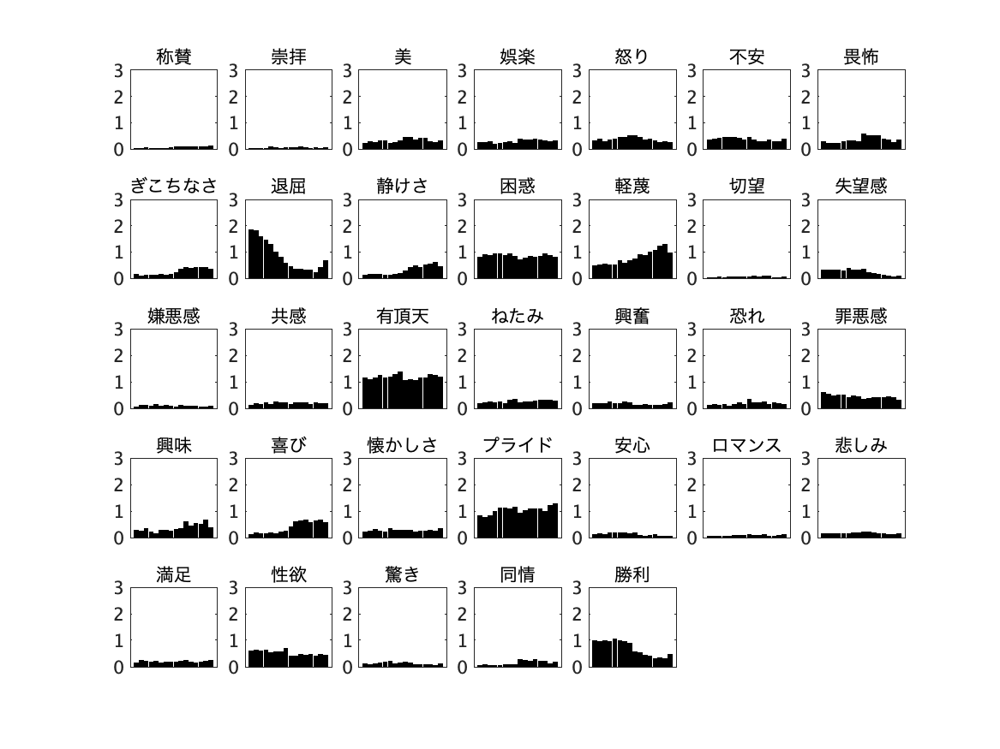 称賛 崇拝 美 娯楽 怒り 不安 畏怖
3 3 3 3 3 3 3
2 2 2 2 2 2 2
1 1 1 1 1 1 1
0 0 0 0 0 0 0
ぎこちなさ 退屈 静けさ 困惑 軽蔑 切望 失望感
3 3 3 3 3 3 3
2 2 2 2 2 2 2
1 1 1 1 1 1 1
0 0 0 0 0 0 0
嫌悪感 共感 有頂天 ねたみ 興奮 恐れ 罪悪感
3 3 3 3 3 3 3
2 2 2 2 2 2 2
1 1 1 1 1 1 1
0 0 0 0 0 0 0
興味 喜び 懐かしさ プライド 安心 ロマンス 悲しみ
3 3 3 3 3 3 3
2 2 2 2 2 2 2
1 1 1 1 1 1 1
0 0 0 0 0 0 0
満足 性欲 驚き 同情 勝利
3 3 3 3 3
2 2 2 2 2
1 1 1 1 1
0 0 0 0 0